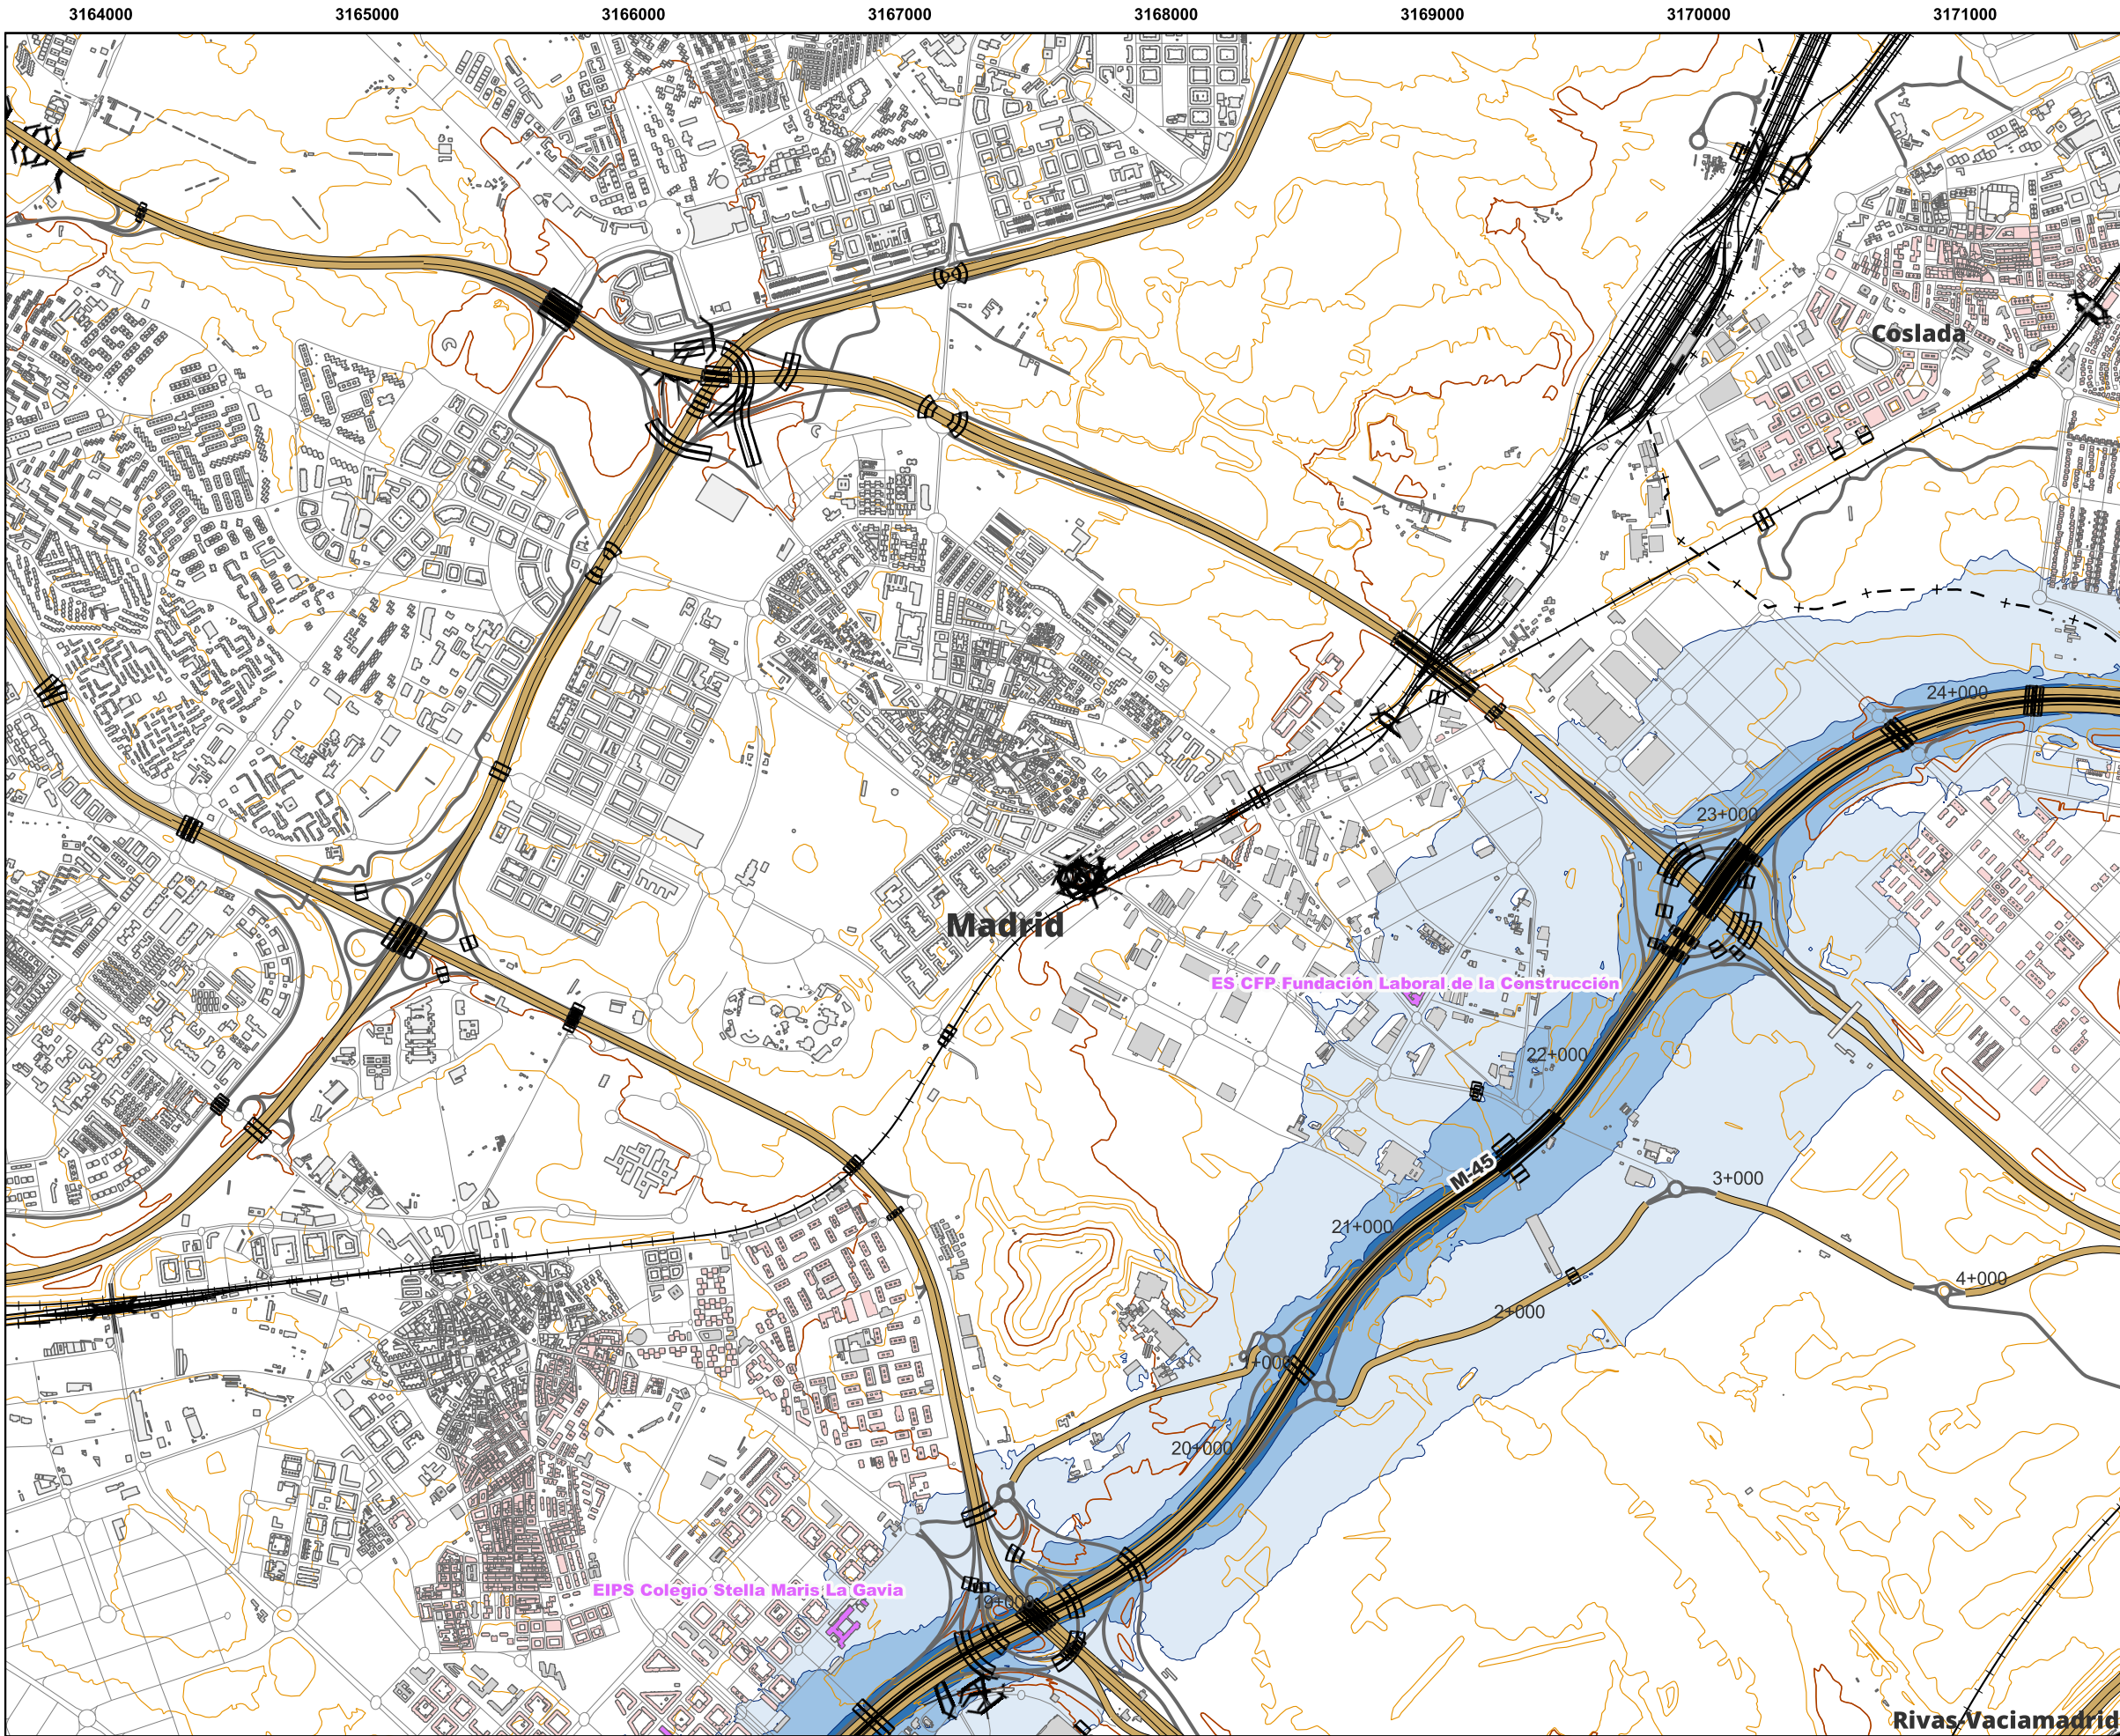 3164000 3165000 3166000 3167000 3168000 3169000 3170000 3171000
Coslada
24+000
23+000
Madrid
ES CFP Fundación Laboral de la Construcción
22+000
M-45
3+000
21+000
4+000
2+000
+000
20+000
EIPS Colegio Stella Maris La Gavia
19+000
Rivas-Vaciamadrid